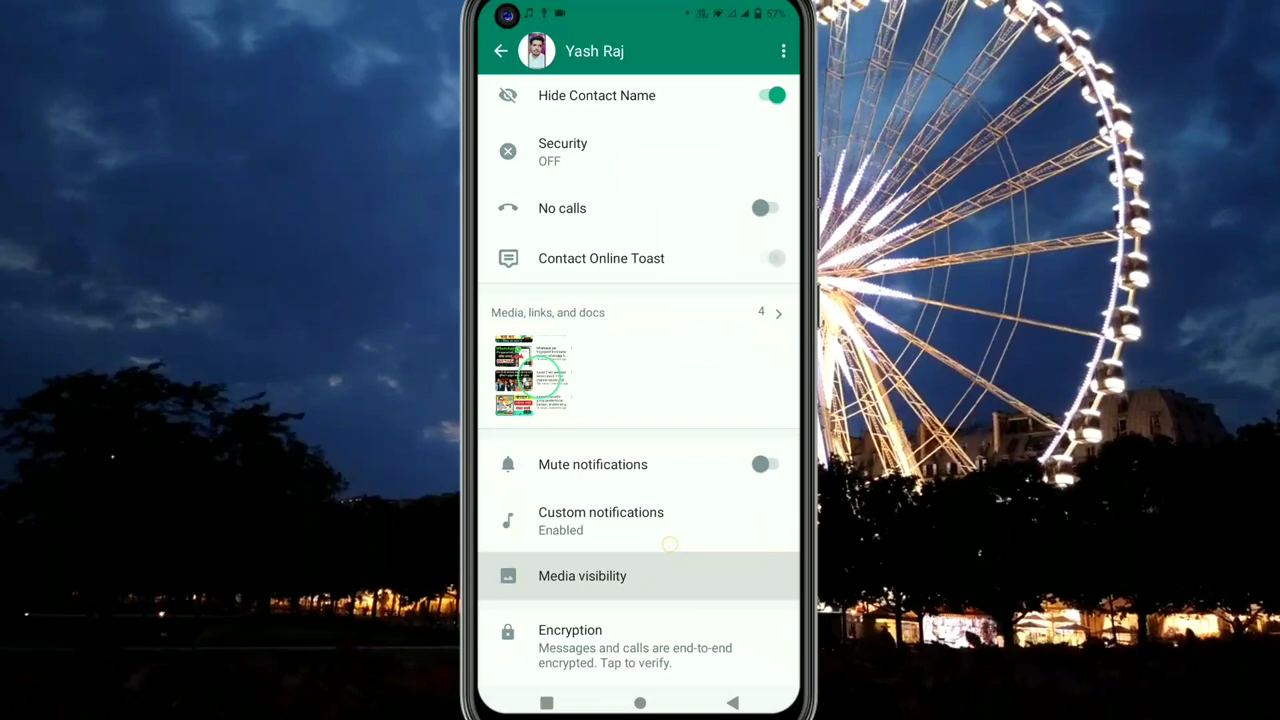 57%
Yash Raj
Hide Contact Name
Security
OFF
No calls
Contact Online Toast
Media, links, and docs
4
Mute notifications
Custom notifications
Enabled
Media visibility
Encryption
Messages and calls are end-to-end
encrypted. Tap to verify.